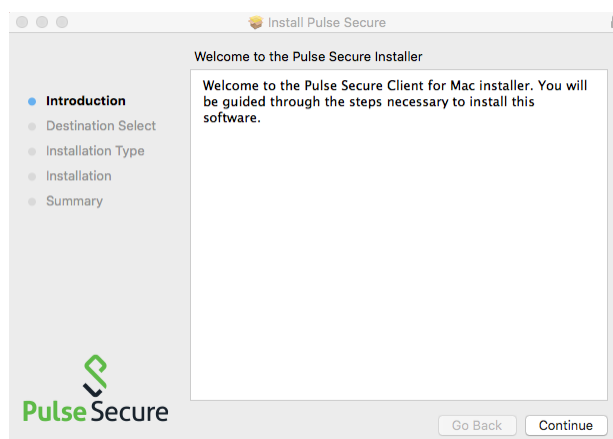 Install Pulse Secure
Welcome to the Pulse Secure Installer
Introduction
Destination Select
Installation Type
Installation
Summary
Welcome to the Pulse Secure Client for Mac installer. You will
be guided through the steps necessary to install this
software.
Pulse Secure
Go Back
Continue